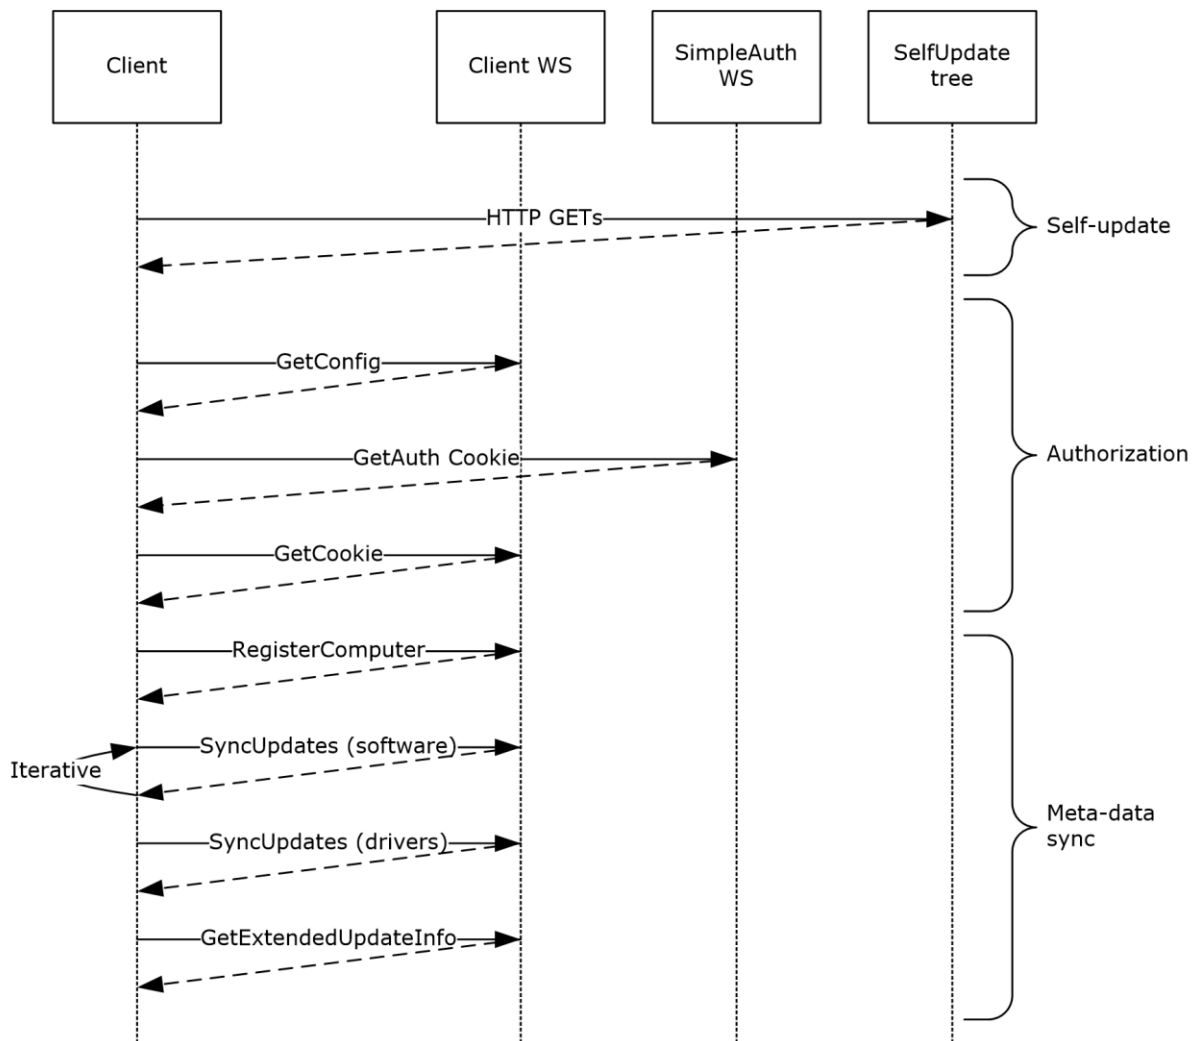 Client
Client WS
SimpleAuth
WS
SelfUpdate
tree
HTTP GETs
Self-update
GetConfig
GetAuth Cookie
Authorization
GetCookie
RegisterComputer
SyncUpdates (software)
Iterative
SyncUpdates (drivers)
Meta-data
sync
GetExtendedUpdateInfo